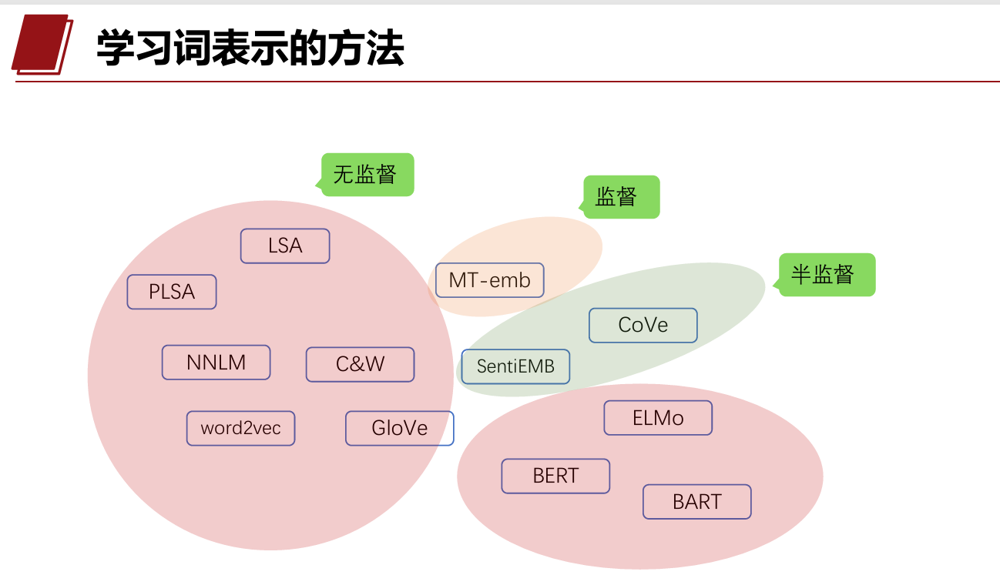 学习词表示的方法
无监督
监督
LSA
半监督
PLSA
MT-emb
CoVe
NNLM
C&W
SentiEMB
word2vec
GloVe
ELMo
BERT
BART